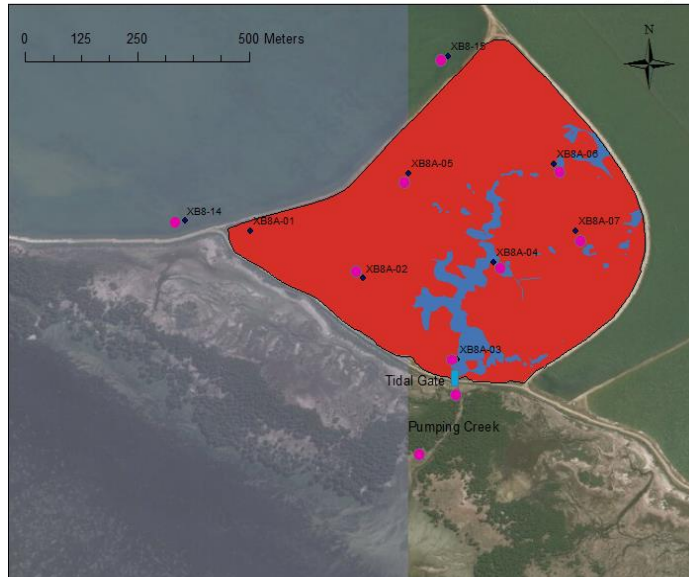 0 125 250 500 Meters
N
XB8-15
XB8A-05
XB8A-06
XB8-14
XB8A-01
XB8A-07
XB8A-04
XB8A-02
XB8A-03
Tidal Gate
Pumping Creek